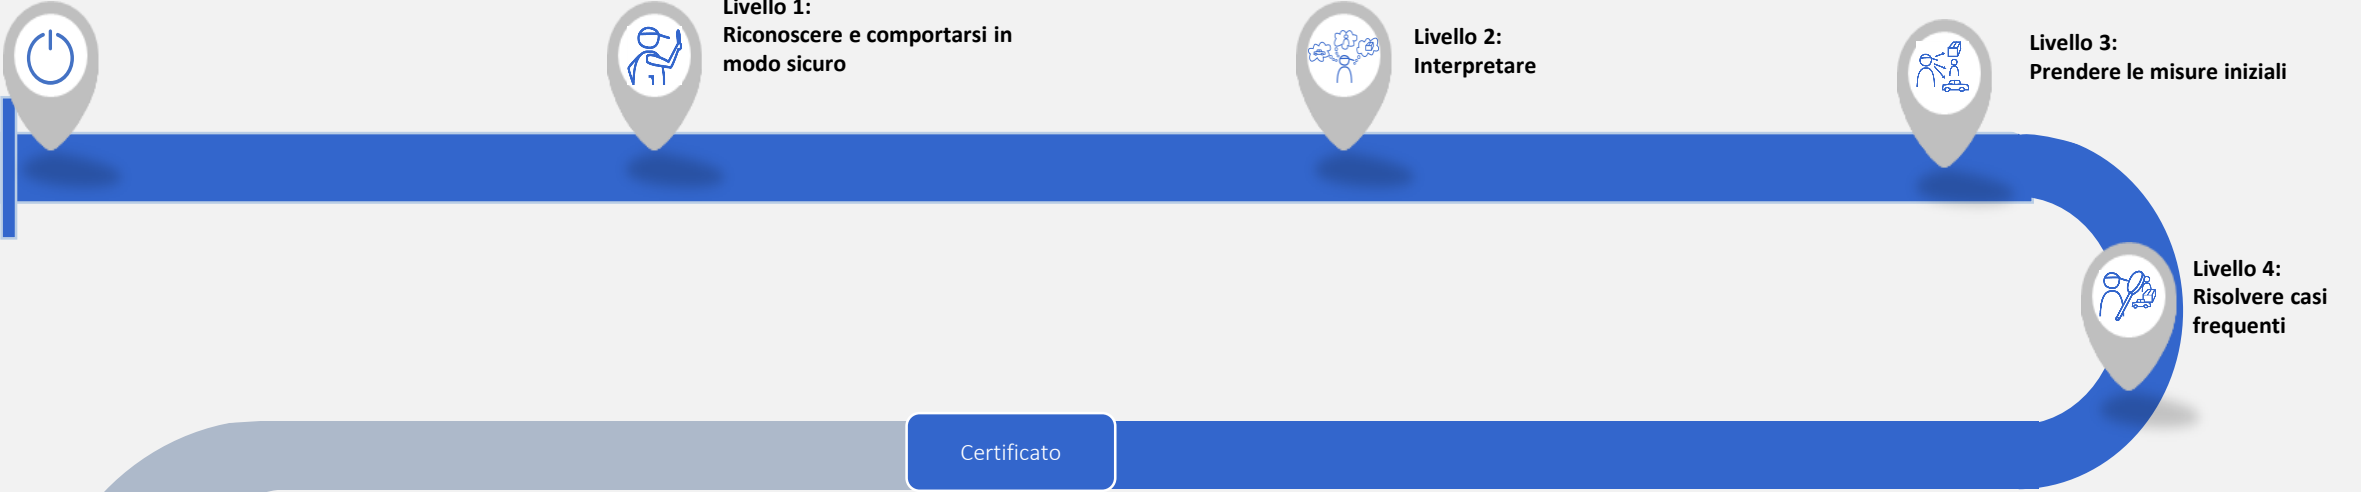 Livello 1:
Riconoscere e comportarsi in
modo sicuro
Livello 2:
Interpretare
Livello 3:
Prendere le misure iniziali
Livello 4:
Risolvere casi
frequenti
Certificato